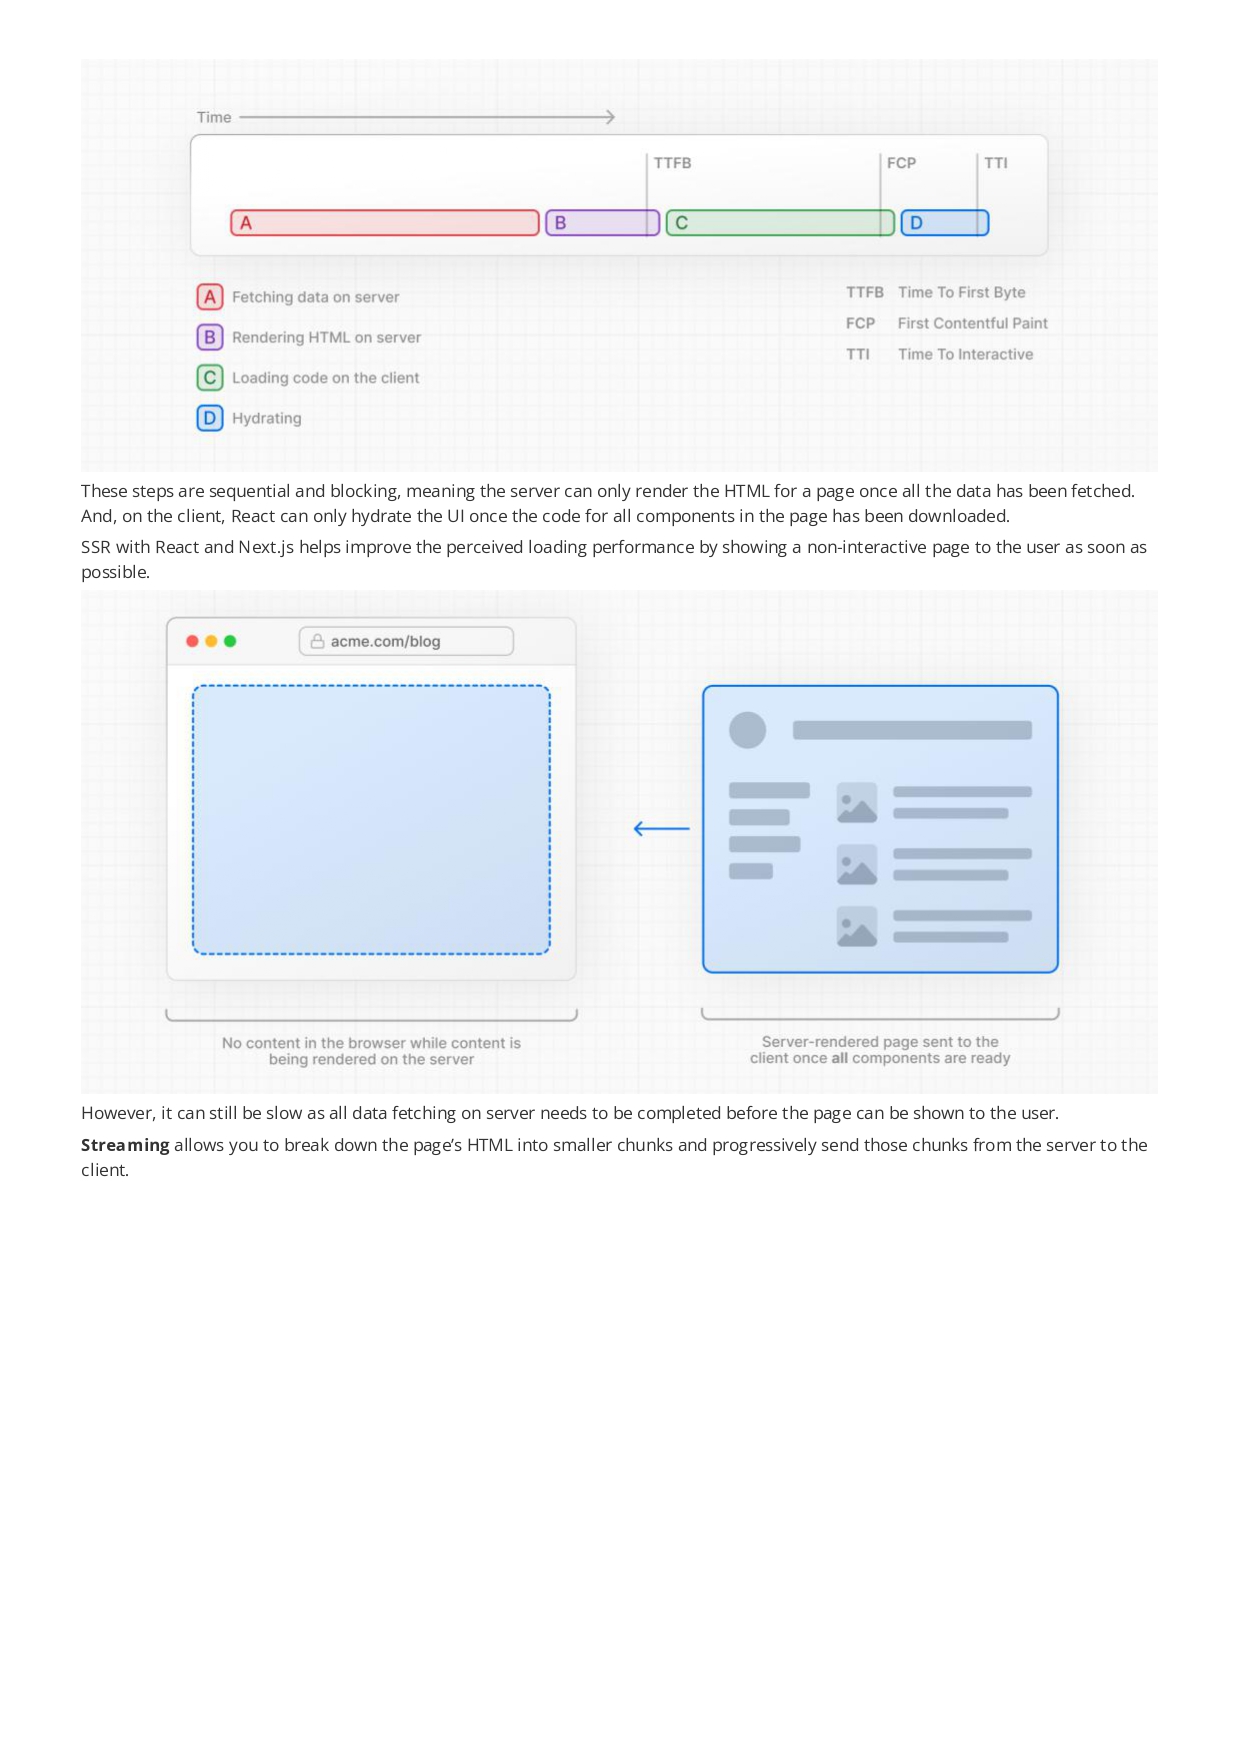 Time
TTFB
FCP
TTI
A
B
C
D
A Fetching data on server
B Rendering HTML on server
C Loading code on the client
D Hydrating
TTFB Time To First Byte
FCP First Contentful Paint
TTI Time To Interactive
These steps are sequential and blocking, meaning the server can only render the HTML for a page once all the data has been fetched.
And, on the client, React can only hydrate the UI once the code for all components in the page has been downloaded.
SSR with React and Next.js helps improve the perceived loading performance by showing a non-interactive page to the user as soon as
possible.
acme.com/blog
No content in the browser while content is
being rendered on the server
Server-rendered page sent to the
client once all components are ready
However, it can still be slow as all data fetching on server needs to be completed before the page can be shown to the user.
Streaming allows you to break down the page’s HTML into smaller chunks and progressively send those chunks from the server to the
client.